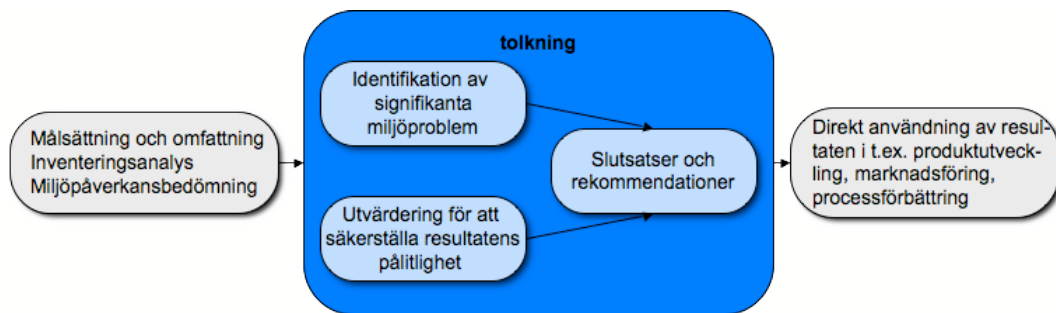 Målsättning och omfattning
Inventeringsanalys
Miljöpåverkansbedömning
tolkning
Identifikation av
signifikanta
miljöproblem
Utvärdering för att
säkerställa resultatens
pålitlighet
Slutsatser och
rekommendationer
Direkt användning av resul-
taten i t.ex. produktutveck-
ling, marknadsföring,
processförbättring